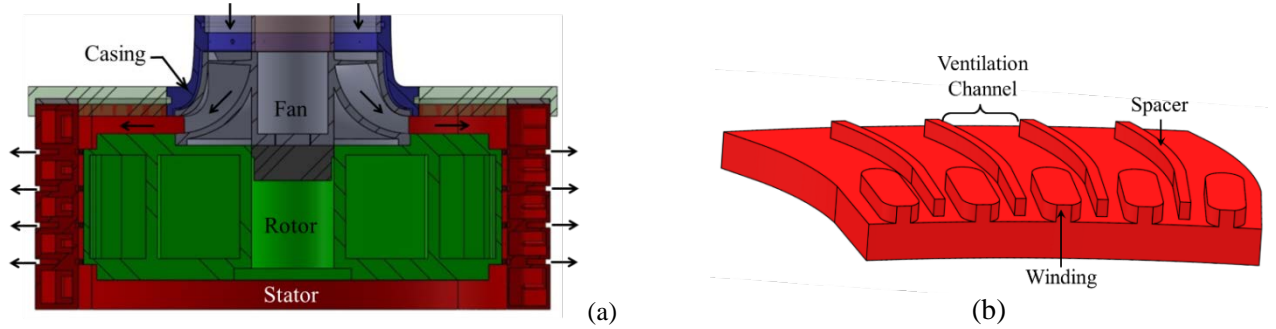 Casing
Fan
Rotor
Stator
(a)
Ventilation
Channel
Spacer
Winding
(b)